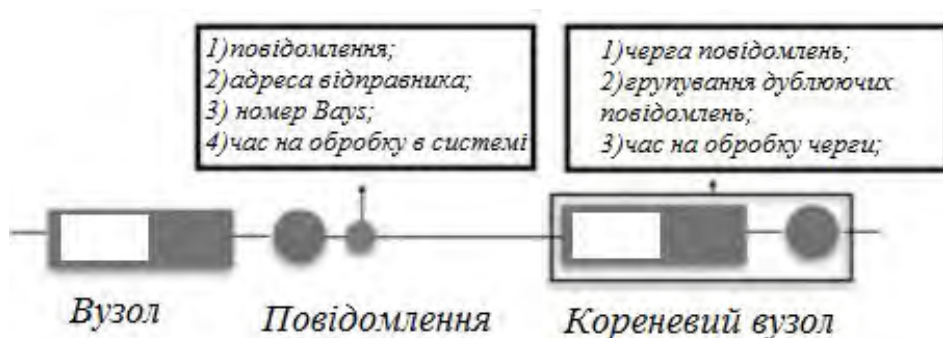 1)повідомлення;
2)адреса відправника;
3) номер Bays;
4)час на обробку в системі
1)черга повідомлень;
2)групування дублюючих
повідомлень;
3)час на обробку черги;
Вузол
Повідомлення
Кореневий вузол